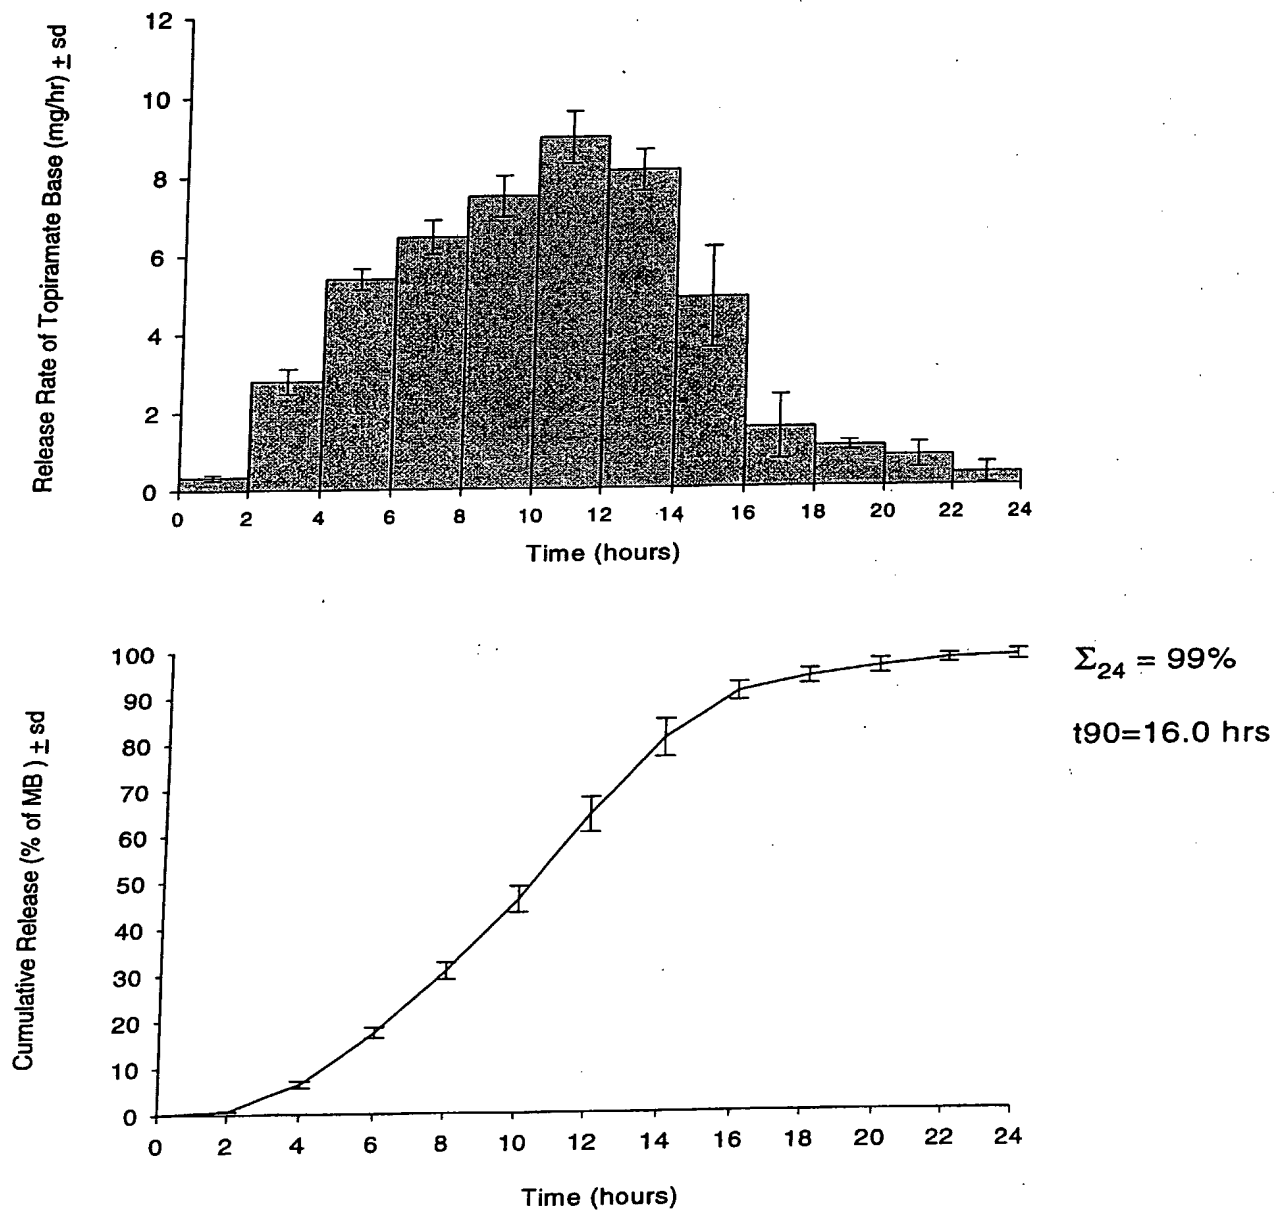 Release Rate of Topiramate Base (mg/hr) ± sd
12
10
8
6
4
2
0
0 2 4 6 8 10 12 14 16 18 20 22 24
Time (hours)
Cumulative Release (% of MB ) ± sd
100
90
80
70
60
50
40
30
20
10
0
0 2 4 6 8 10 12 14 16 18 20 22 24
Time (hours)
Σ24 = 99%
t90=16.0 hrs